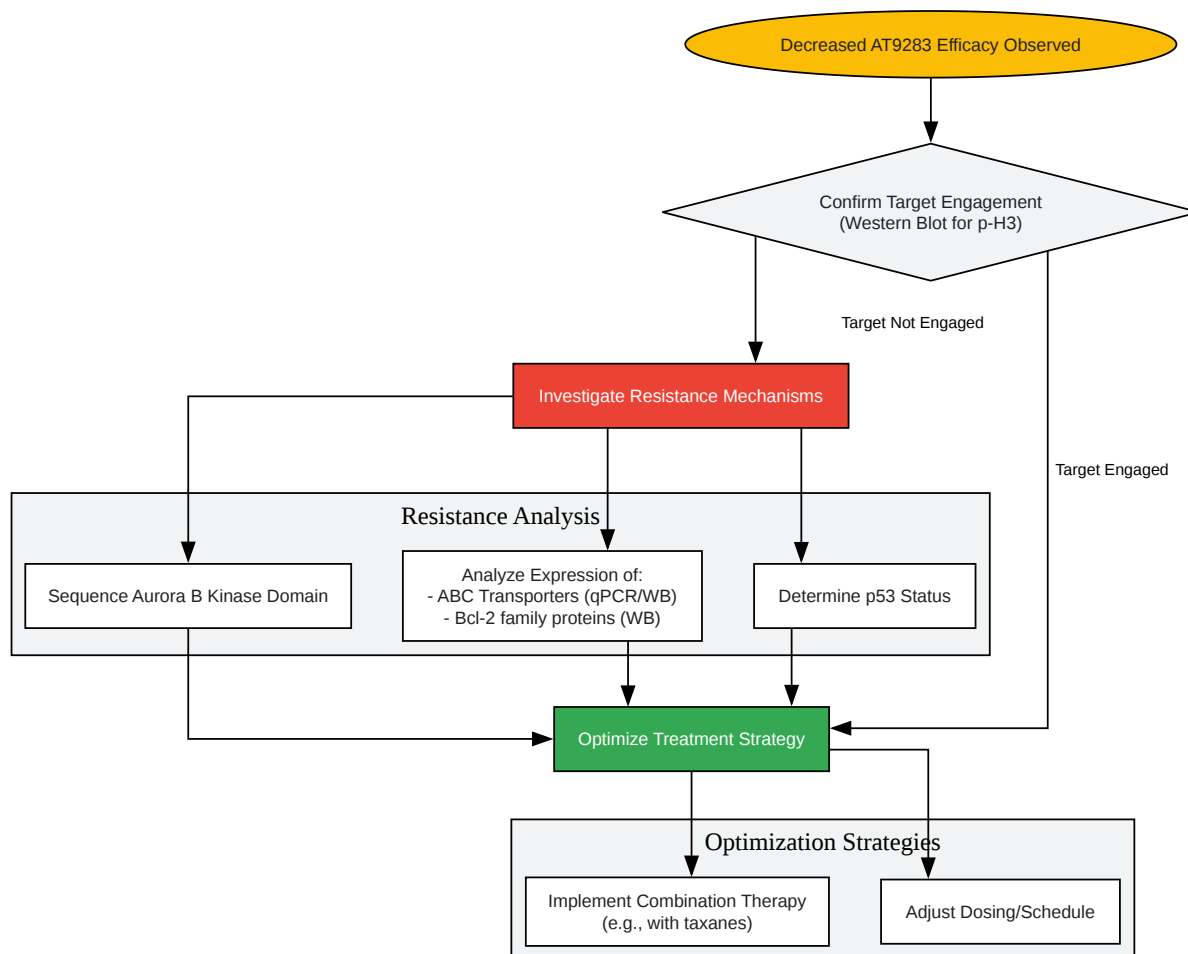 Decreased AT9283 Efficacy Observed
Confirm Target Engagement
(Western Blot for p-H3)
Target Not Engaged
Investigate Resistance Mechanisms
Target Engaged
Resistance Analysis
Sequence Aurora B Kinase Domain
Analyze Expression of:
- ABC Transporters (qPCR/WB)
- Bcl-2 family proteins (WB)
Determine p53 Status
Optimize Treatment Strategy
Optimization Strategies
Implement Combination Therapy
(e.g., with taxanes)
Adjust Dosing/Schedule